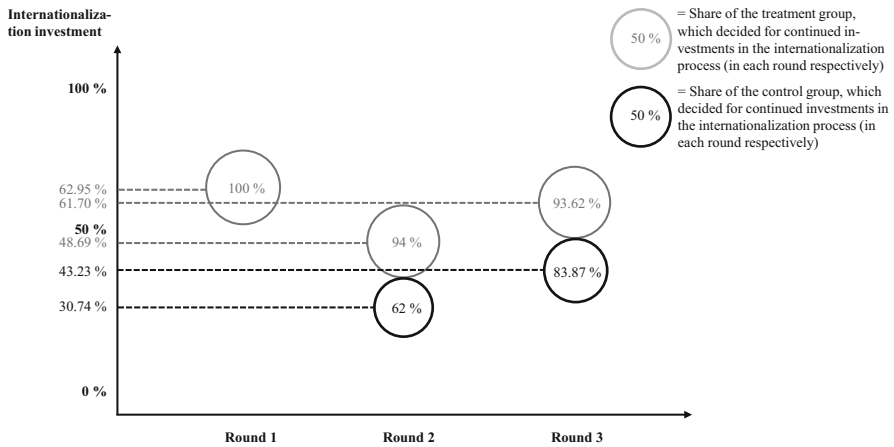 Internationaliza-
tion investment
100 %
62.95 %
61.70 %
50 %
48.69 %
43.23 %
30.74 %
0 %
100 %
94 %
62 %
93.62 %
83.87 %
Round 1
Round 2
Round 3
50 %
= Share of the treatment group,
which decided for continued in-
vestments in the internationalization
process (in each round respectively)
50 %
= Share of the control group, which
decided for continued investments in
the internationalization process (in
each round respectively)